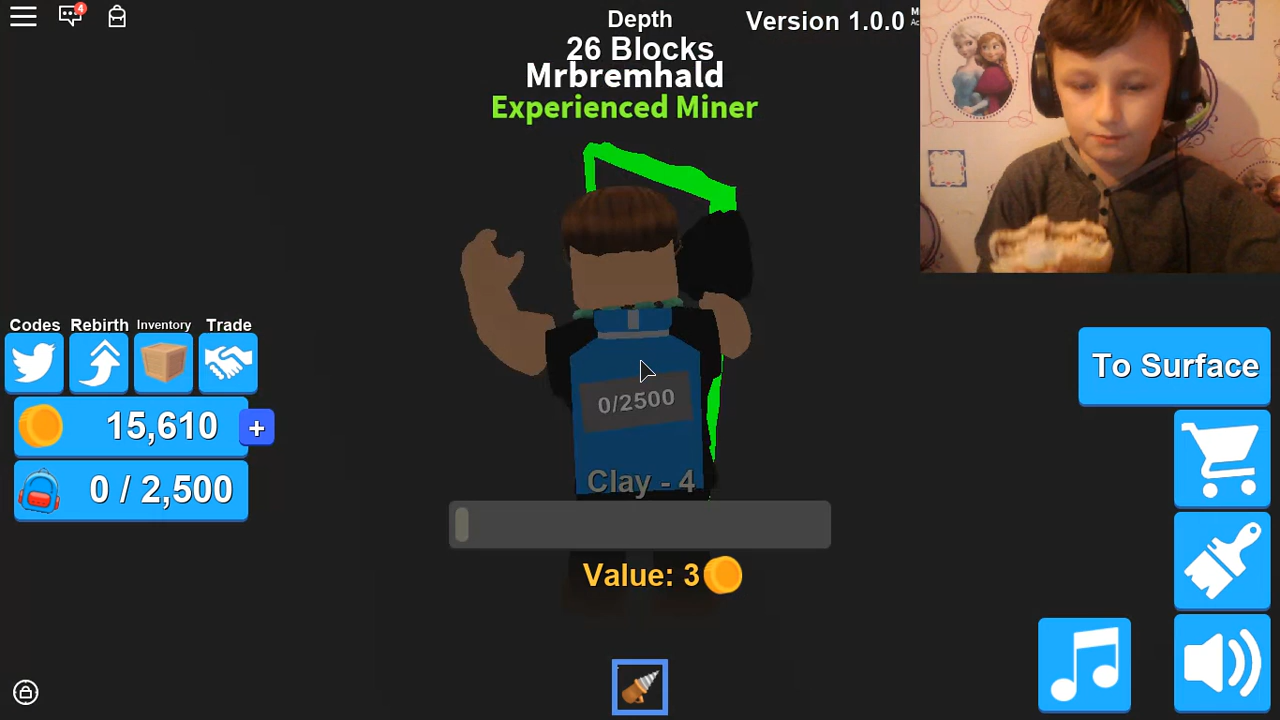 4
Depth
26 Blocks
Mrbremhald
Experienced Miner
Version 1.0.0
Codes
Rebirth
Inventory
Trade
15,610
+
0 / 2,500
0/2500
Clay - 4
Value: 3
To Surface